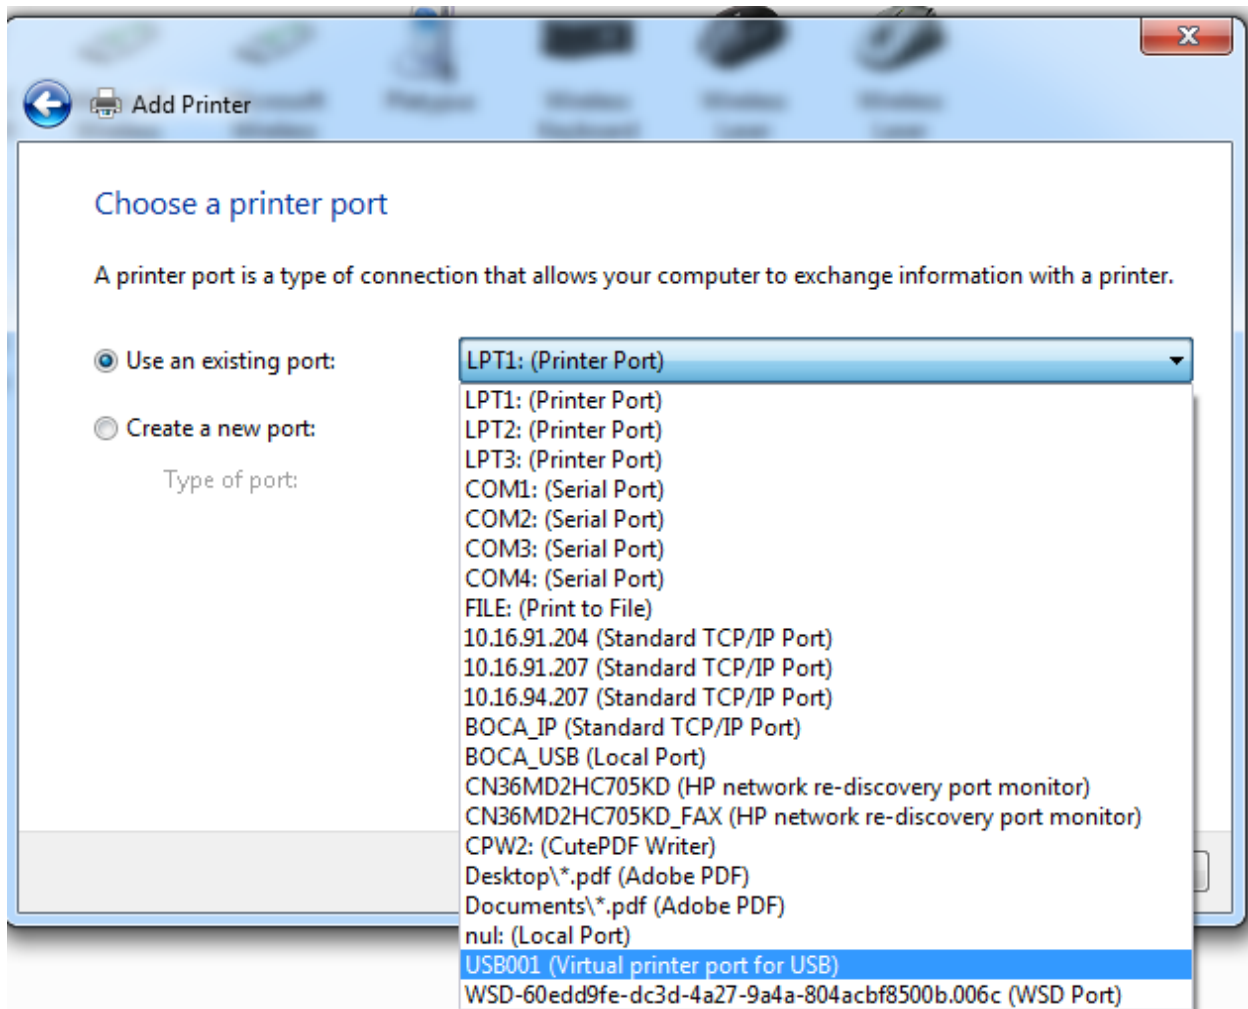 Add Printer
Choose a printer port
A printer port is a type of connection that allows your computer to exchange information with a printer.
Use an existing port: LPT1: (Printer Port)
LPT1: (Printer Port)
Create a new port: LPT2: (Printer Port)
LPT3: (Printer Port)
Type of port: COM1: (Serial Port)
COM2: (Serial Port)
COM3: (Serial Port)
COM4: (Serial Port)
FILE: (Print to File)
10.16.91.204 (Standard TCP/IP Port)
10.16.91.207 (Standard TCP/IP Port)
10.16.94.207 (Standard TCP/IP Port)
BOCA_IP (Standard TCP/IP Port)
BOCA_USB (Local Port)
CN36MD2HC705KD (HP network re-discovery port monitor)
CN36MD2HC705KD_FAX (HP network re-discovery port monitor)
CPW2: (CutePDF Writer)
Desktop\*.pdf (Adobe PDF)
Documents\*.pdf (Adobe PDF)
nul: (Local Port)
USB001 (Virtual printer port for USB)
WSD-60edd9fe-dc3d-4a27-9a4a-804acbf8500b.006c (WSD Port)